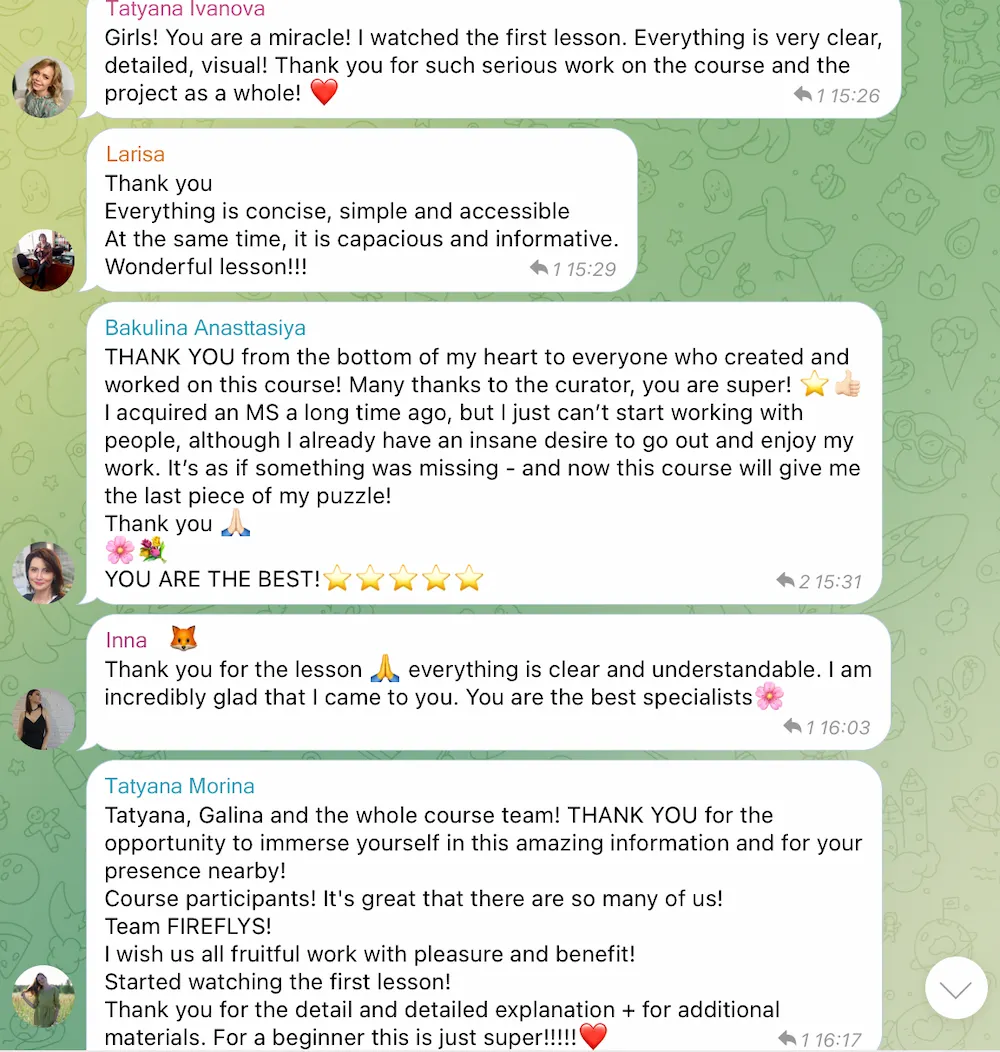 Tatyana Ivanova
Girls! You are a miracle! I watched the first lesson. Everything is very clear,
detailed, visual! Thank you for such serious work on the course and the
project as a whole! ❤️
1 15:26
Larisa
Thank you
Everything is concise, simple and accessible
At the same time, it is capacious and informative.
Wonderful lesson!!!
1 15:29
Bakulina Anasttasiya
THANK YOU from the bottom of my heart to everyone who created and
worked on this course! Many thanks to the curator, you are super! ⭐👍🏻
I acquired an MS a long time ago, but I just can’t start working with
people, although I already have an insane desire to go out and enjoy my
work. It’s as if something was missing - and now this course will give me
the last piece of my puzzle!
Thank you 🙏🏻
🌸💐
YOU ARE THE BEST!⭐⭐⭐⭐⭐
2 15:31
Inna 🦊
Thank you for the lesson 🙏 everything is clear and understandable. I am
incredibly glad that I came to you. You are the best specialists🌸
1 16:03
Tatyana Morina
Tatyana, Galina and the whole course team! THANK YOU for the
opportunity to immerse yourself in this amazing information and for your
presence nearby!
Course participants! It's great that there are so many of us!
Team FIREFLYS!
I wish us all fruitful work with pleasure and benefit!
Started watching the first lesson!
Thank you for the detail and detailed explanation + for additional
materials. For a beginner this is just super!!!!!❤️
1 16:17